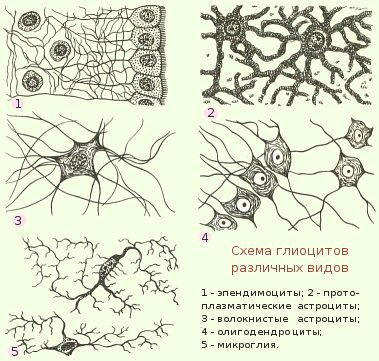 1
2
3
4
5
Схема глиоцитов
различных видов
1 - эпендимоциты; 2 - прото-
плазматические астроциты;
3 - волокнистые астроциты;
4 - олигодендроциты;
5 - микроглия.